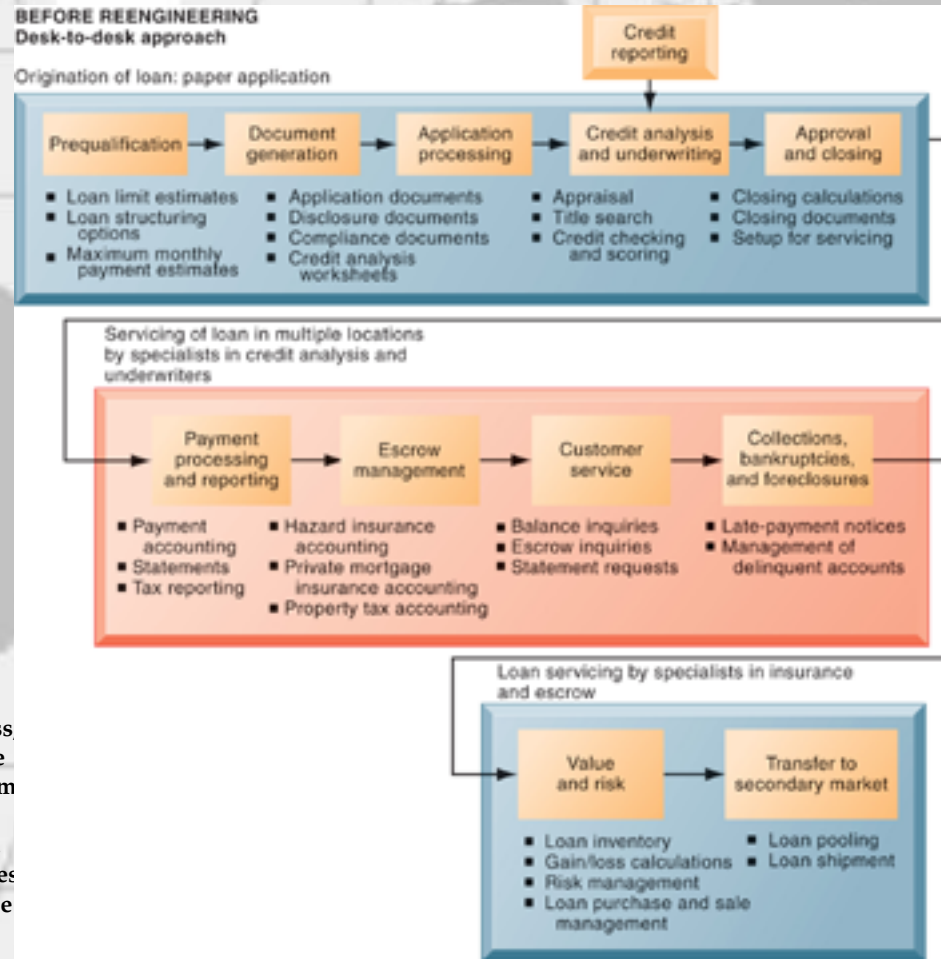 BEFORE REENGINEERING
Desk-to-desk approach
Credit
reporting
Origination of loan: paper application
Prequalification
Document
generation
Application
processing
Credit analysis
and underwriting
Approval
and closing
▪ Loan limit estimates
▪ Loan structuring
options
▪ Maximum monthly
payment estimates
▪ Application documents
▪ Disclosure documents
▪ Compliance documents
▪ Credit analysis
worksheets
▪ Appraisal
▪ Title search
▪ Credit checking
and scoring
▪ Closing calculations
▪ Closing documents
▪ Setup for servicing
Servicing of loan in multiple locations
by specialists in credit analysis and
underwriters
Payment
processing
and reporting
Escrow
management
Customer
service
Collections,
bankruptcies,
and foreclosures
▪ Payment
accounting
▪ Statements
▪ Tax reporting
▪ Hazard insurance
accounting
▪ Private mortgage
insurance accounting
▪ Property tax accounting
▪ Balance inquiries
▪ Escrow inquiries
▪ Statement requests
▪ Late-payment notices
▪ Management of
delinquent accounts
Loan servicing by specialists in insurance
and escrow
Value
and risk
Transfer to
secondary market
▪ Loan inventory
▪ Gain/loss calculations
▪ Risk management
▪ Loan purchase and sale
management
▪ Loan pooling
▪ Loan shipment